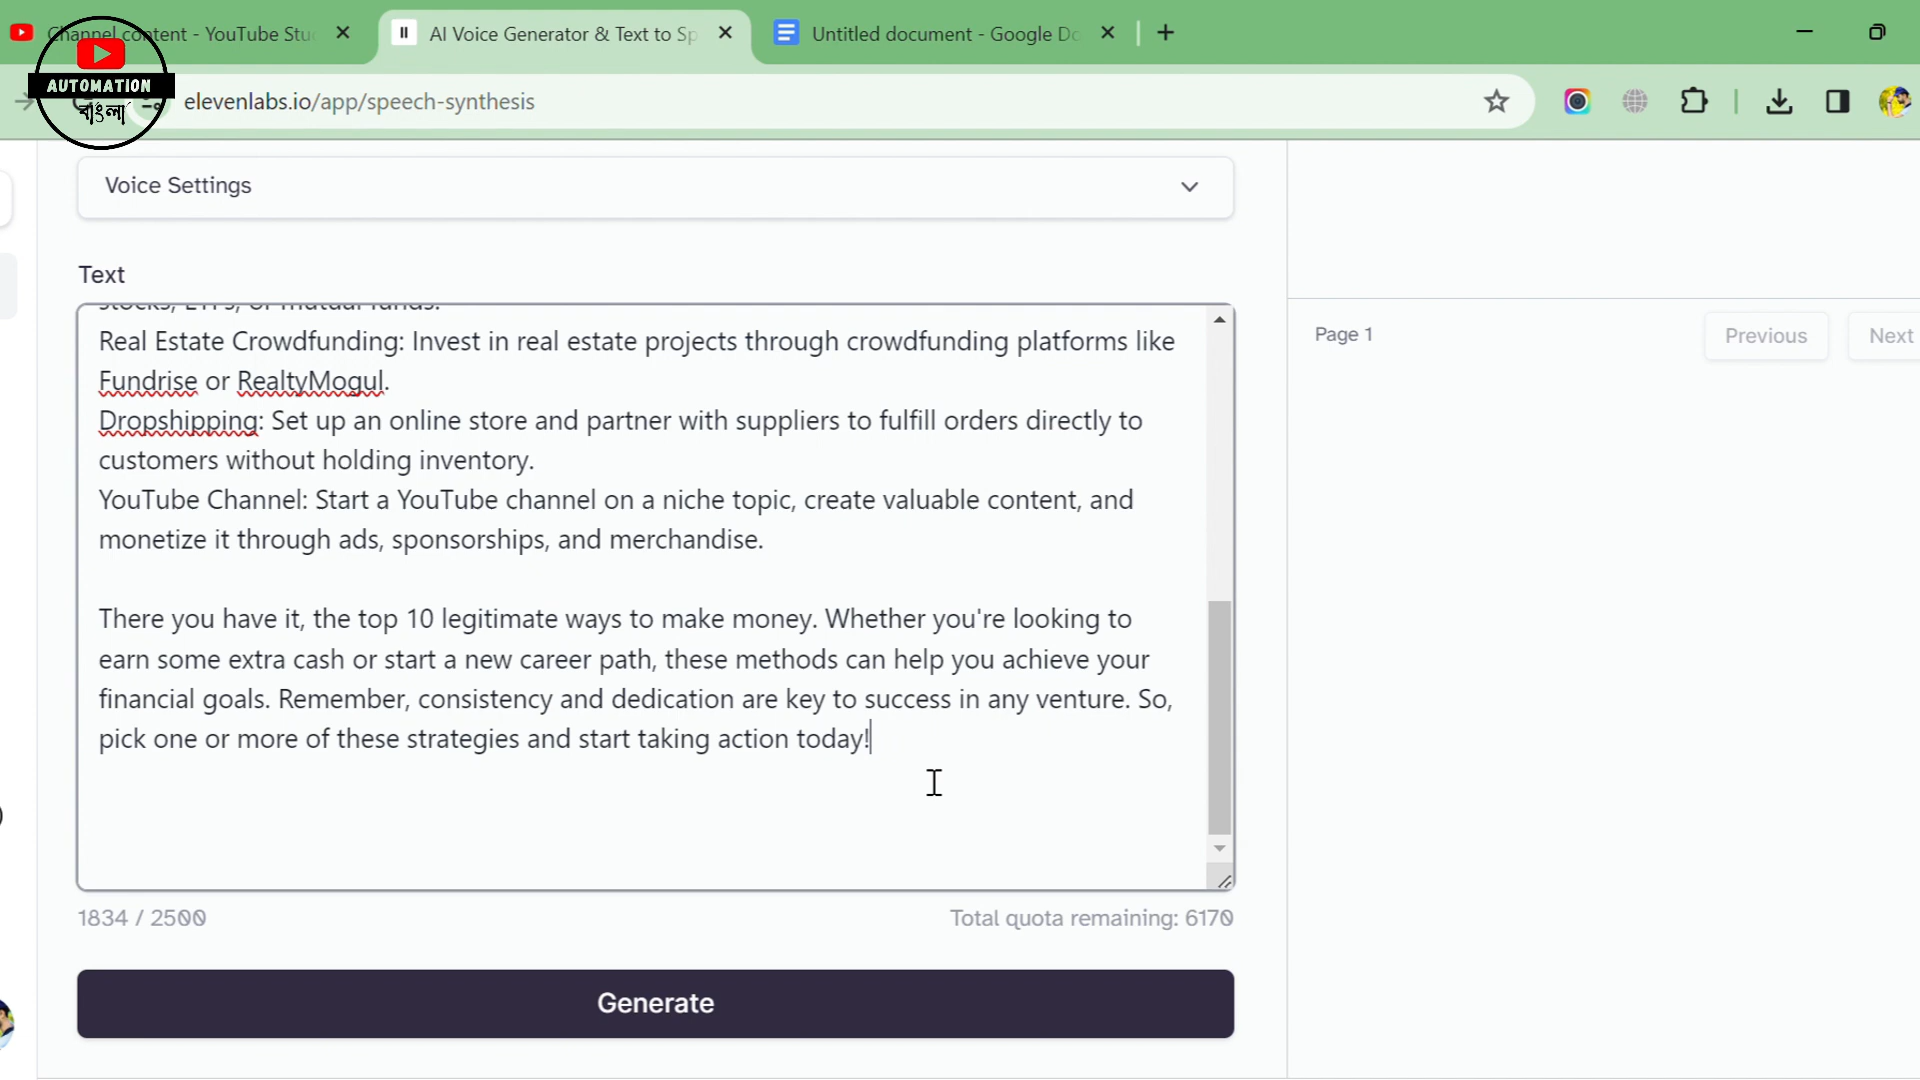 Channel content - YouTube Stu
AI Voice Generator & Text to Sp
Untitled document - Google Do
AUTOMATION
বাংলা
elevenlabs.io/app/speech-synthesis
Voice Settings
Text
stocks, ETFs, or mutual funds.
Real Estate Crowdfunding: Invest in real estate projects through crowdfunding platforms like
Fundrise or RealtyMogul.
Dropshipping: Set up an online store and partner with suppliers to fulfill orders directly to
customers without holding inventory.
YouTube Channel: Start a YouTube channel on a niche topic, create valuable content, and
monetize it through ads, sponsorships, and merchandise.
There you have it, the top 10 legitimate ways to make money. Whether you're looking to
earn some extra cash or start a new career path, these methods can help you achieve your
financial goals. Remember, consistency and dedication are key to success in any venture. So,
pick one or more of these strategies and start taking action today!
1834 / 2500
Total quota remaining: 6170
Generate
Page 1
Previous
Next